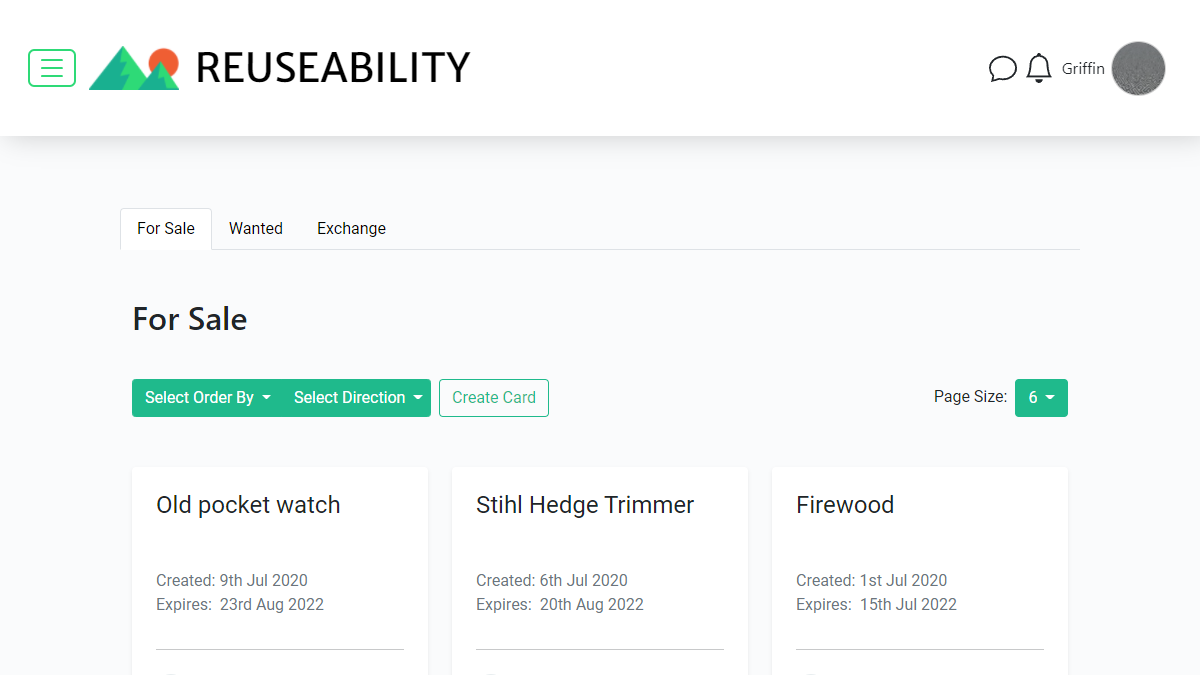 REUSEABILITY
Griffin
For Sale Wanted Exchange
For Sale
Select Order By Select Direction Create Card Page Size: 6
Old pocket watch
Created: 9th Jul 2020
Expires: 23rd Aug 2022
Stihl Hedge Trimmer
Created: 6th Jul 2020
Expires: 20th Aug 2022
Firewood
Created: 1st Jul 2020
Expires: 15th Jul 2022